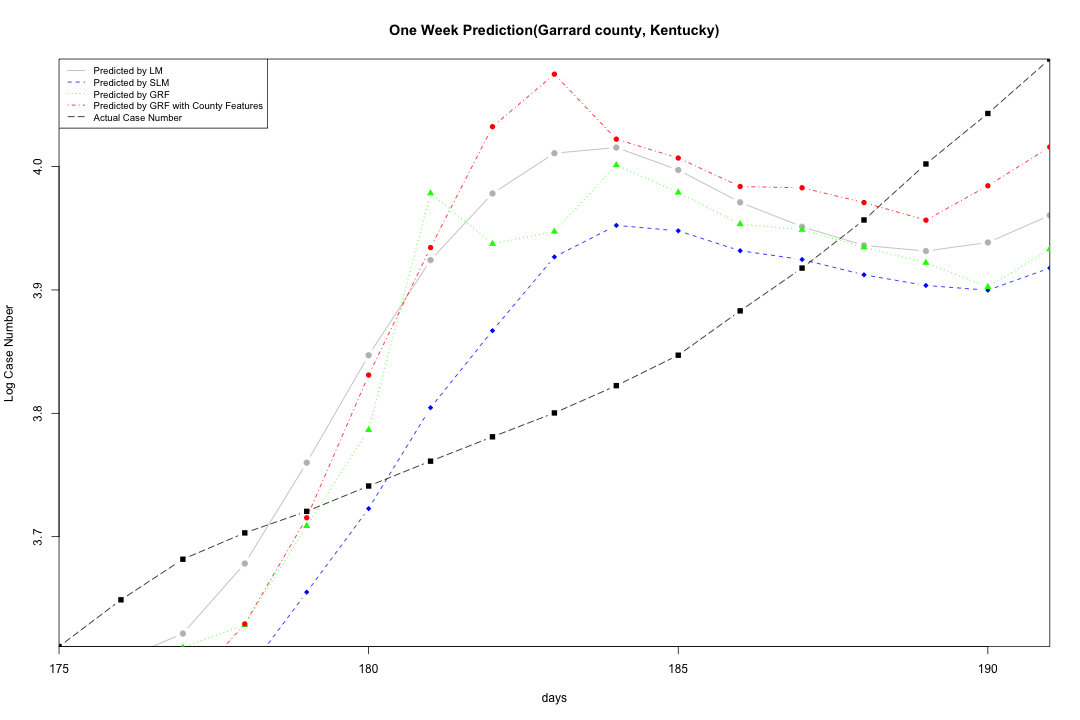 One Week Prediction(Garrard county, Kentucky)
Predicted by LM
Predicted by SLM
Predicted by GRF
Predicted by GRF with County Features
Actual Case Number
4.0
3.9
3.8
3.7
Log Case Number
175
180
185
190
days